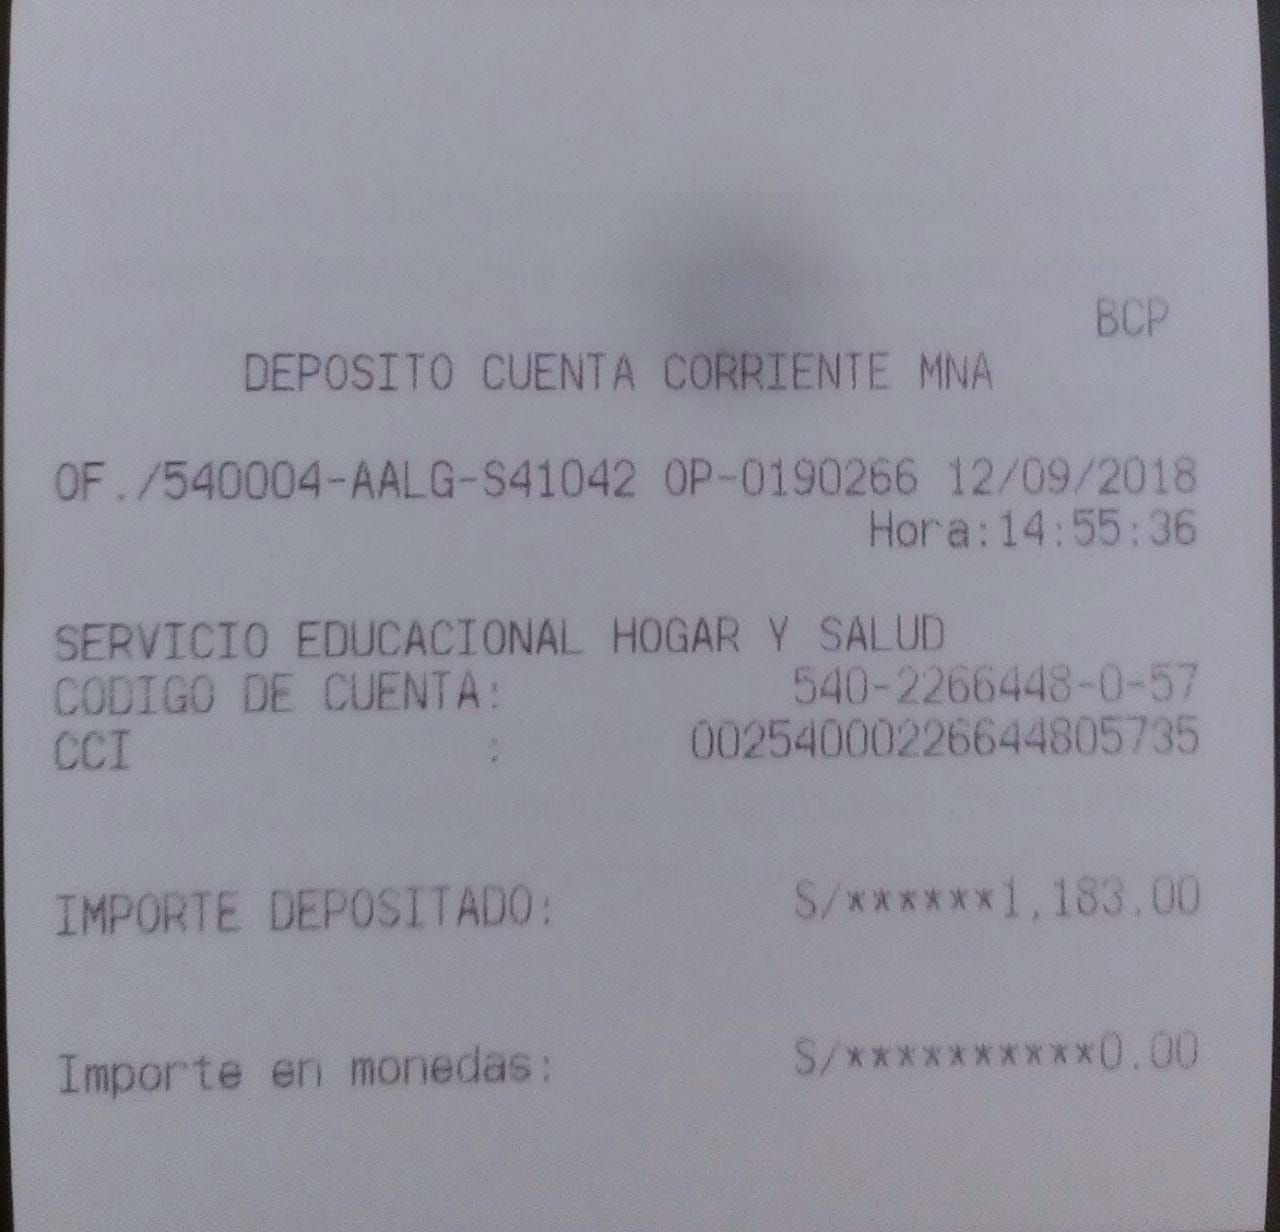 BCP
DEPOSITO CUENTA CORRIENTE MNA
OF./540004-AALG-S41042 OP-0190266 12/09/2018
Hora:14:55:36
SERVICIO EDUCACIONAL HOGAR Y SALUD
CODIGO DE CUENTA: 540-2266448-0-57
CCI : 00254000226644805735
IMPORTE DEPOSITADO: S/******1,183.00
Importe en monedas: S/**********0.00